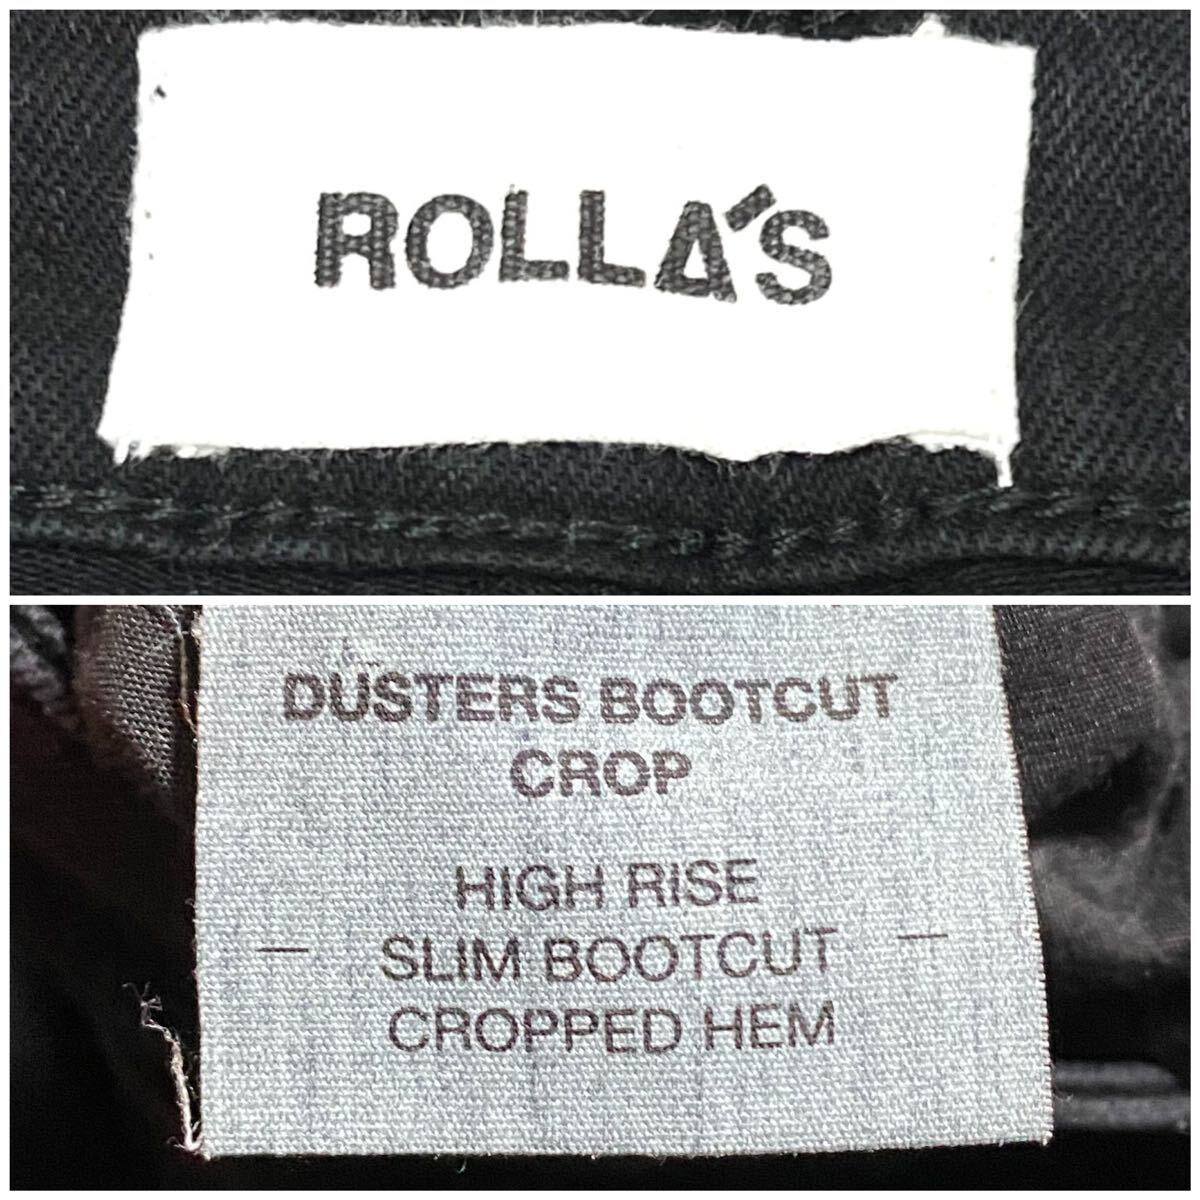 ROLLA'S
DUSTERS BOOTCUT
CROP
HIGH RISE
— SLIM BOOTCUT —
CROPPED HEM